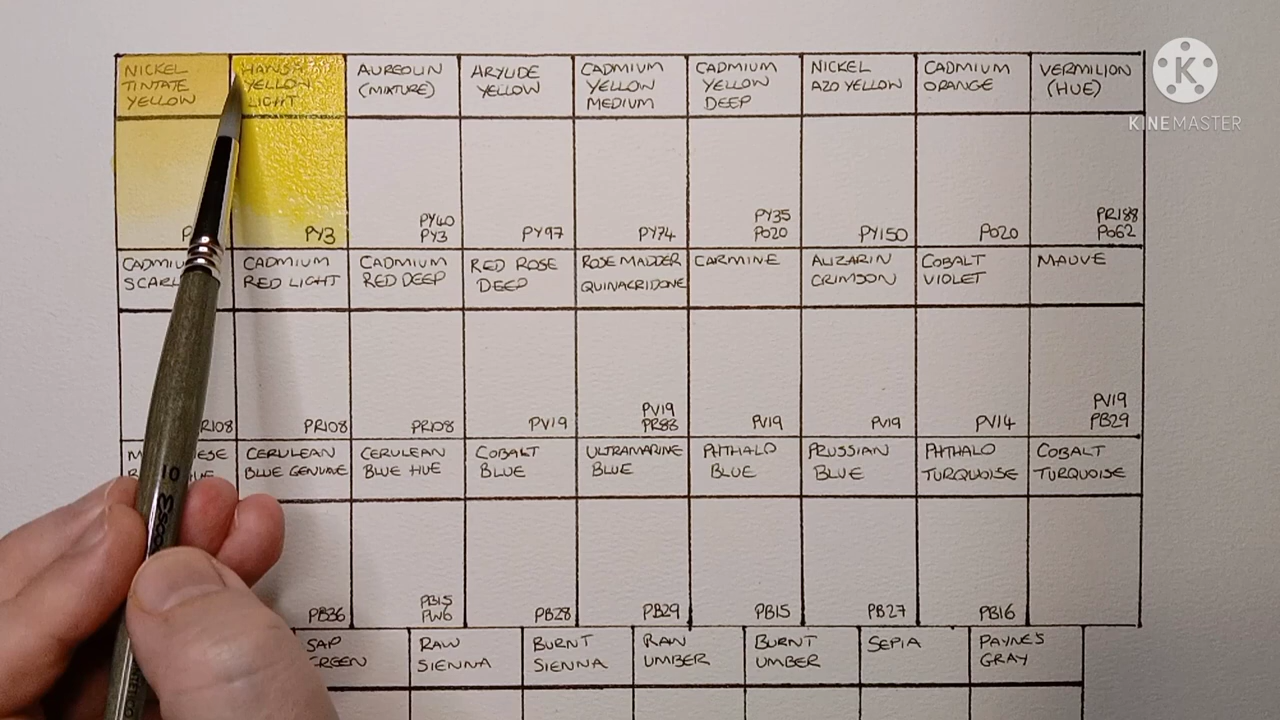 NICKEL
TINTATE
YELLOW
HANSA
YELLOW
LIGHT
PY3
AUREOLIN
(MIXTURE)
PY40
PY3
ARYLIDE
YELLOW
PY97
CADMIUM
YELLOW
MEDIUM
PY74
CADMIUM
YELLOW
DEEP
PY35
PO20
NICKEL
AZO YELLOW
PY150
CADMIUM
ORANGE
PO20
VERMILION
(HUE)
PR188
PO62
K
KINEMASTER
CADMIUM
RED LIGHT
PR108
CADMIUM
RED DEEP
PR108
RED ROSE
DEEP
PV19
ROSE MADDER
QUINACRIDONE
PV19
PR88
CARMINE
PV19
ALIZARIN
CRIMSON
PV19
COBALT
VIOLET
PV14
MAUVE
PV19
PB29
CERULEAN
BLUE GENUINE
PB36
CERULEAN
BLUE HUE
PB15
PW6
COBALT
BLUE
PB28
ULTRAMARINE
BLUE
PB29
PHTHALO
BLUE
PB15
PRUSSIAN
BLUE
PB27
PHTHALO
TURQUOISE
PB16
COBALT
TURQUOISE
SAP
RAW
SIENNA
BURNT
SIENNA
RAW
UMBER
BURNT
UMBER
SEPIA
PAYNE'S
GRAY
10